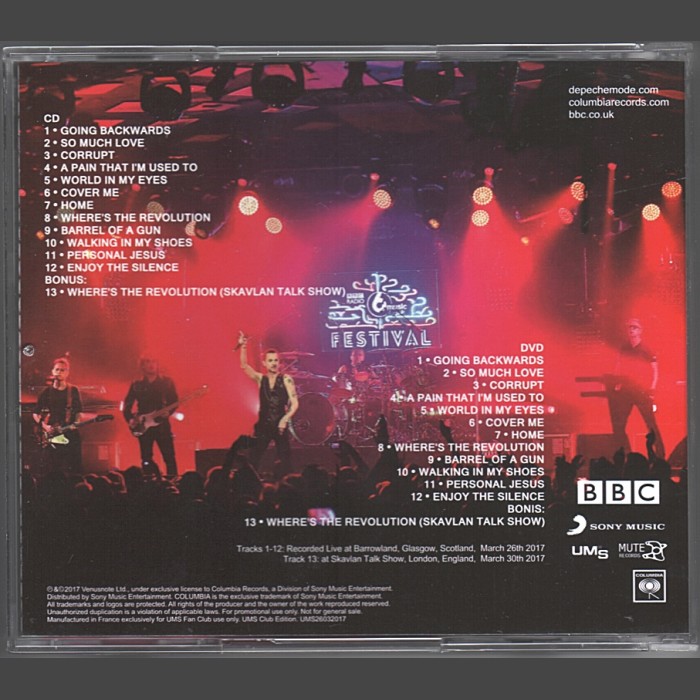 depechemode.com
columbiarecords.com
bbc.co.uk
CD
1 • GOING BACKWARDS
2 • SO MUCH LOVE
3 • CORRUPT
4 • A PAIN THAT I'M USED TO
5 • WORLD IN MY EYES
6 • COVER ME
7 • HOME
8 • WHERE'S THE REVOLUTION
9 • BARREL OF A GUN
10 • WALKING IN MY SHOES
11 • PERSONAL JESUS
12 • ENJOY THE SILENCE
BONUS:
13 • WHERE'S THE REVOLUTION (SKAVLAN TALK SHOW)
BBC
RADIO
6 music
FESTIVAL
DVD
1 • GOING BACKWARDS
2 • SO MUCH LOVE
3 • CORRUPT
4 • A PAIN THAT I'M USED TO
5 • WORLD IN MY EYES
6 • COVER ME
7 • HOME
8 • WHERE'S THE REVOLUTION
9 • BARREL OF A GUN
10 • WALKING IN MY SHOES
11 • PERSONAL JESUS
12 • ENJOY THE SILENCE
BONIS:
13 • WHERE'S THE REVOLUTION (SKAVLAN TALK SHOW)
BBC
SONY MUSIC
UMS
MUTE
RECORDS
COLUMBIA
Tracks 1-12: Recorded Live at Barrowland, Glasgow, Scotland, March 26th 2017
Track 13: at Skavlan Talk Show, London, England, March 30th 2017
℗&©2017 Venusnote Ltd., under exclusive license to Columbia Records, a Division of Sony Music Entertainment.
Distributed by Sony Music Entertainment. COLUMBIA is the exclusive trademark of Sony Music Entertainment.
All trademarks and logos are protected. All rights of the producer and the owner of the work reproduced reserved.
Unauthorized duplication is a violation of applicable laws. For promotional use only. Not for general sale.
Manufactured in France exclusively for UMS Fan Club use only. UMS Club Edition. UMS26032017